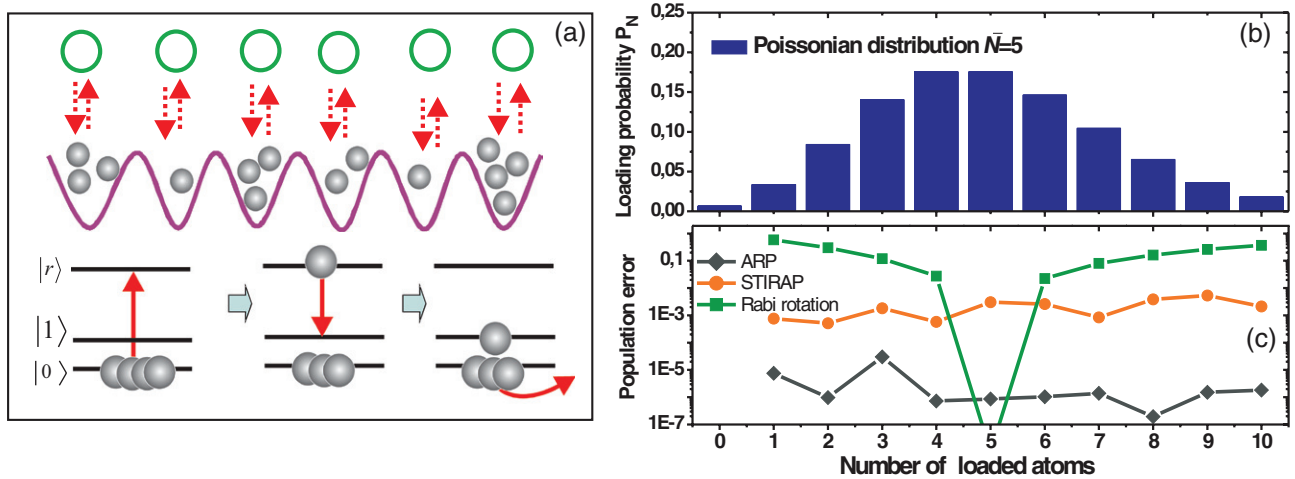 (a)
|r⟩
|1⟩
|0⟩
Loading probability P_N
0,25
0,20
0,15
0,10
0,05
0,00
Poissonian distribution N̄=5
(b)
Population error
0,1
1E-3
1E-5
1E-7
ARP
STIRAP
Rabi rotation
(c)
0 1 2 3 4 5 6 7 8 9 10
Number of loaded atoms